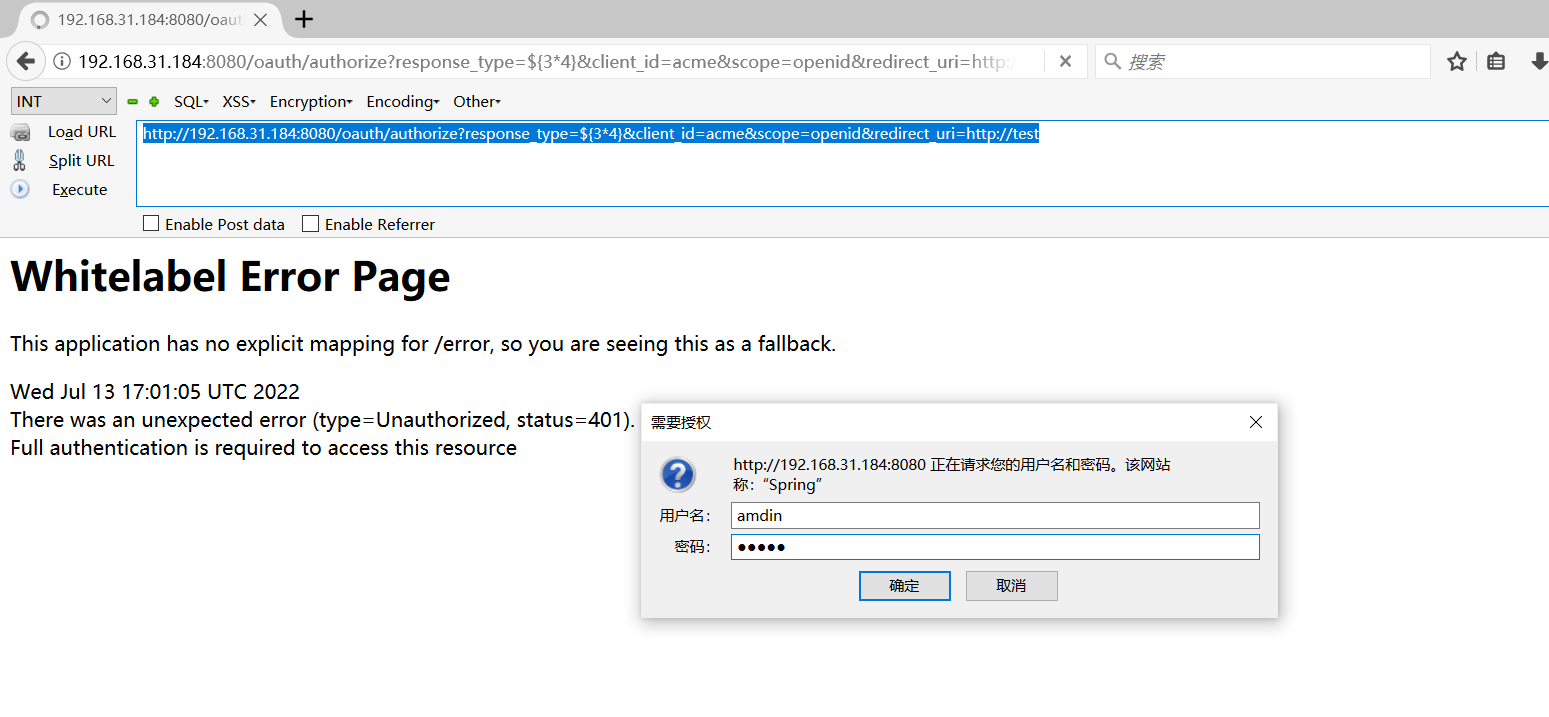 192.168.31.184:8080/oaut
192.168.31.184:8080/oauth/authorize?response_type=${3*4}&client_id=acme&scope=openid&redirect_uri=http:/
搜索
INT
SQL
XSS
Encryption
Encoding
Other
Load URL
http://192.168.31.184:8080/oauth/authorize?response_type=${3*4}&client_id=acme&scope=openid&redirect_uri=http://test
Split URL
Execute
Enable Post data
Enable Referrer
Whitelabel Error Page
This application has no explicit mapping for /error, so you are seeing this as a fallback.
Wed Jul 13 17:01:05 UTC 2022
There was an unexpected error (type=Unauthorized, status=401).
Full authentication is required to access this resource
需要授权
http://192.168.31.184:8080 正在请求您的用户名和密码。该网站
称：“Spring”
用户名：
amdin
密码：
●●●●●
确定
取消